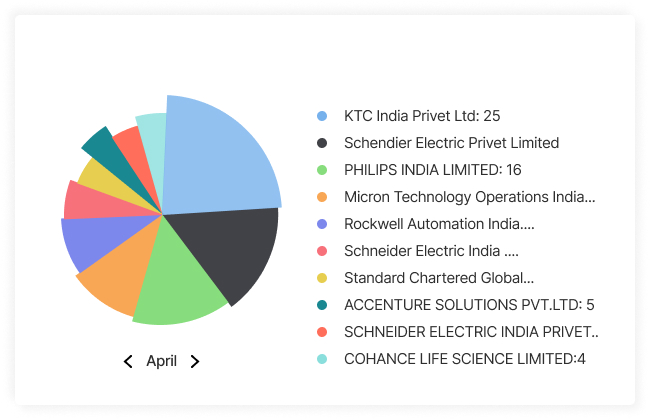 KTC India Privet Ltd: 25
Schendier Electric Privet Limited
PHILIPS INDIA LIMITED: 16
Micron Technology Operations India...
Rockwell Automation India....
Schneider Electric India ....
Standard Chartered Global...
ACCENTURE SOLUTIONS PVT.LTD: 5
SCHNEIDER ELECTRIC INDIA PRIVET..
COHANCE LIFE SCIENCE LIMITED:4
April